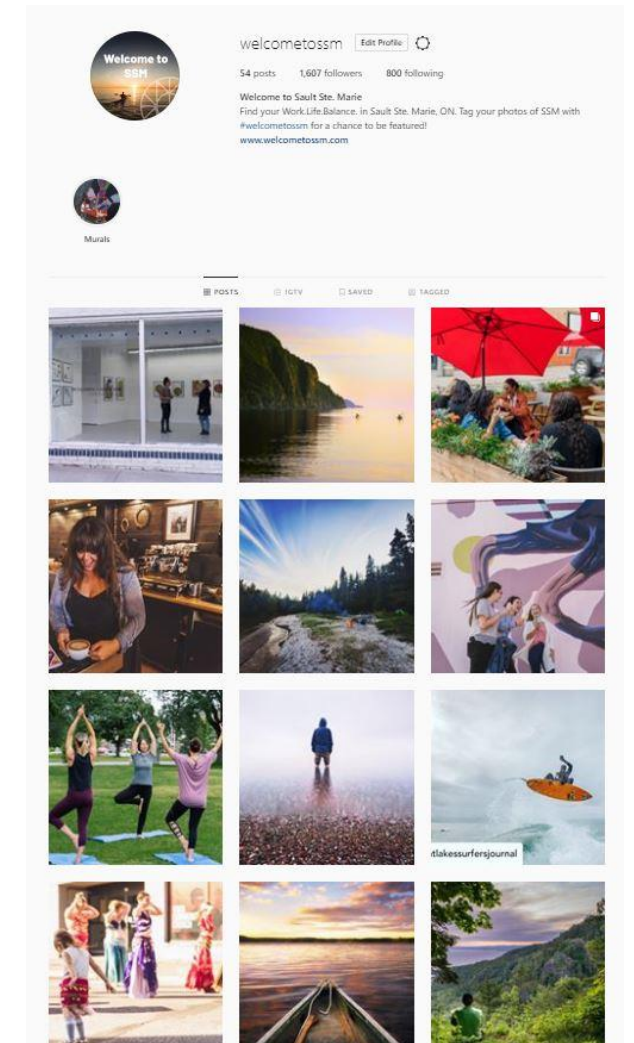 Welcome to
SSM
welcometossm Edit Profile
54 posts 1,607 followers 800 following
Welcome to Sault Ste. Marie
Find your Work.Life.Balance. in Sault Ste. Marie, ON. Tag your photos of SSM with
#welcometossm for a chance to be featured!
www.welcometossm.com
Murals
POSTS IGTV SAVED TAGGED
tlakessurfersjournal